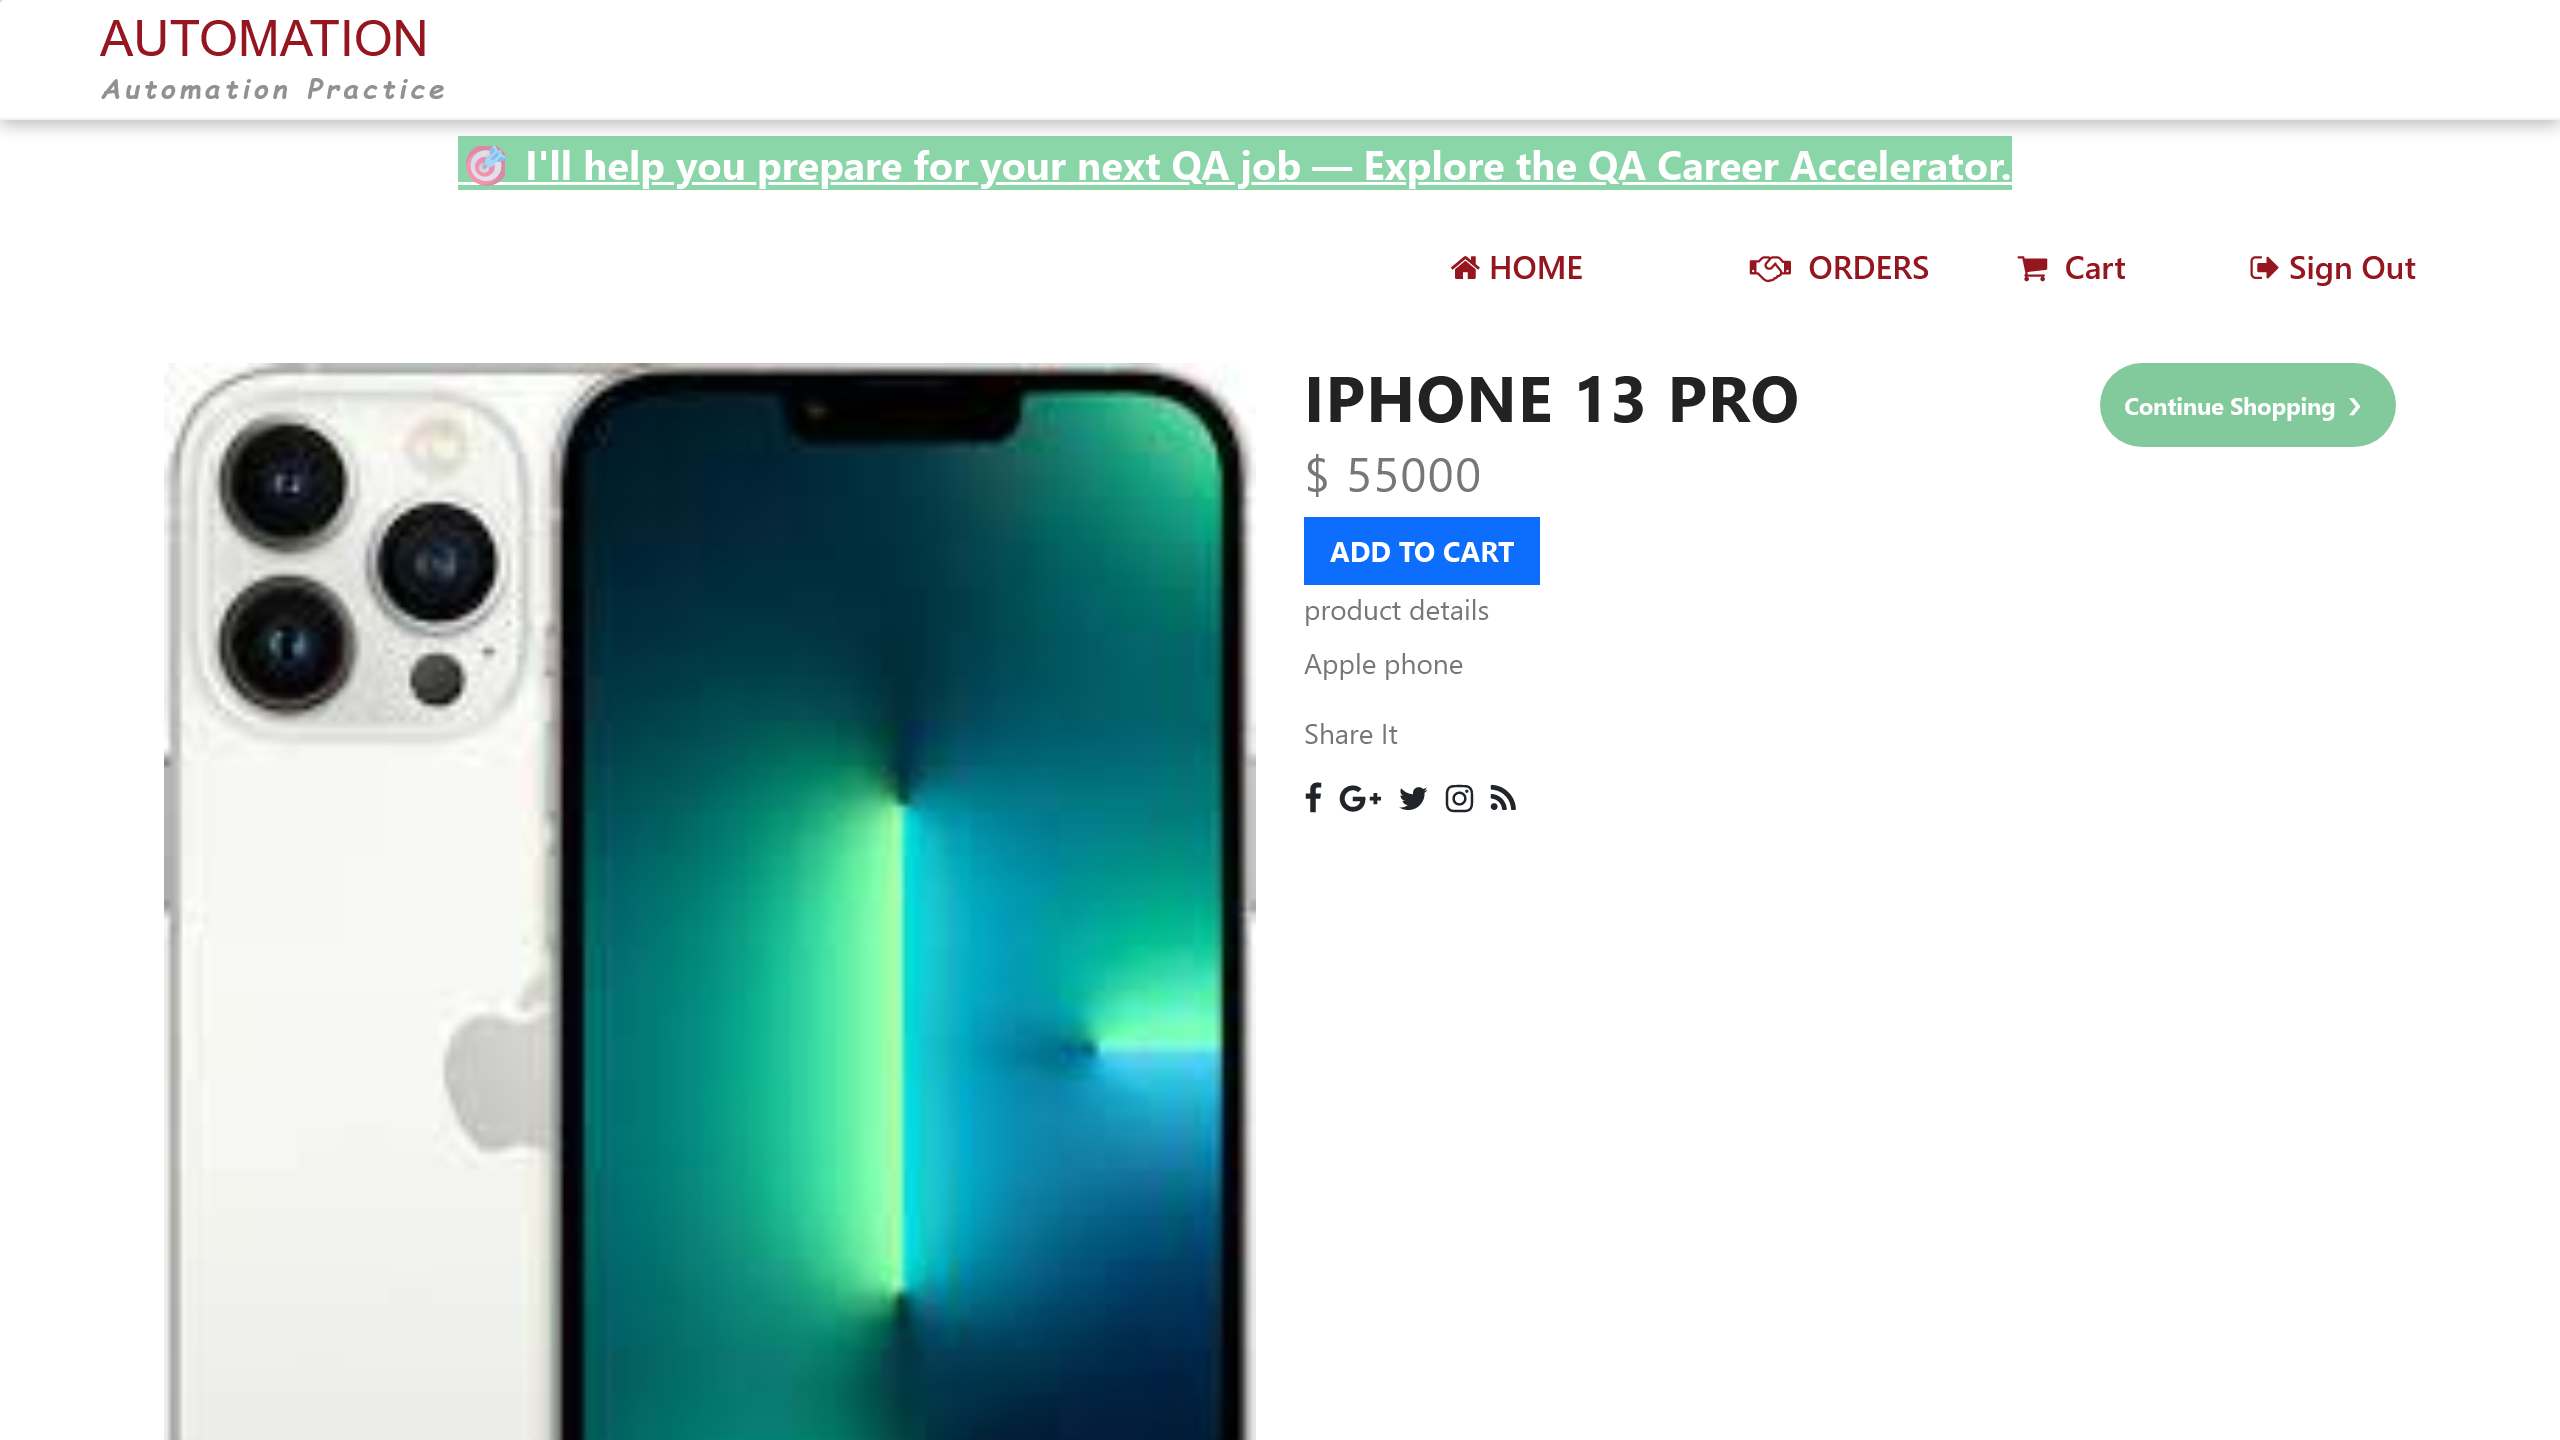 AUTOMATION
Automation Practice
🎯 I'll help you prepare for your next QA job — Explore the QA Career Accelerator.
HOME ORDERS Cart Sign Out
IPHONE 13 PRO
Continue Shopping ❯
$ 55000
ADD TO CART
product details
Apple phone
Share It